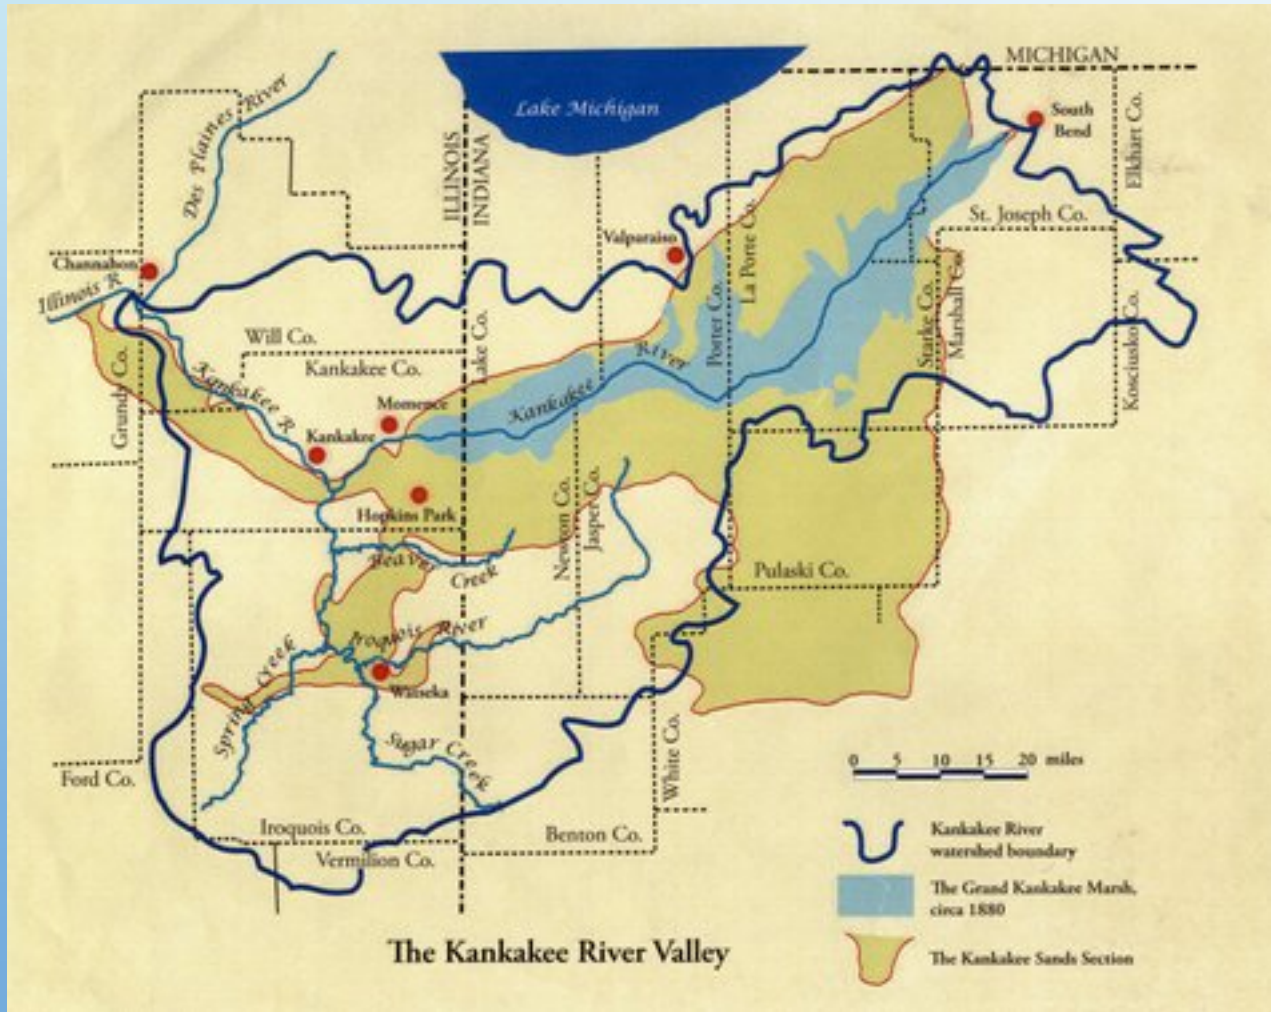 MICHIGAN
Lake Michigan
Des Plaines River
South
Bend
Elkhart Co.
ILLINOIS
INDIANA
St. Joseph Co.
Valparaiso
La Porte Co.
Channahon
Illinois R
Porter Co.
Starke Co.
Marshall Co.
Kosciusko Co.
Will Co.
Lake Co.
Kankakee Co.
Grundy Co.
Kankakee R.
Kankakee River
Momence
Kankakee
Hopkins Park
Newton Co.
Jasper Co.
Beaver Creek
Pulaski Co.
Iroquois River
Spring Creek
Watseka
Sugar Creek
White Co.
Ford Co.
Iroquois Co.
Vermilion Co.
Benton Co.
0 5 10 15 20 miles
Kankakee River
watershed boundary
The Grand Kankakee Marsh,
circa 1880
The Kankakee Sands Section
The Kankakee River Valley